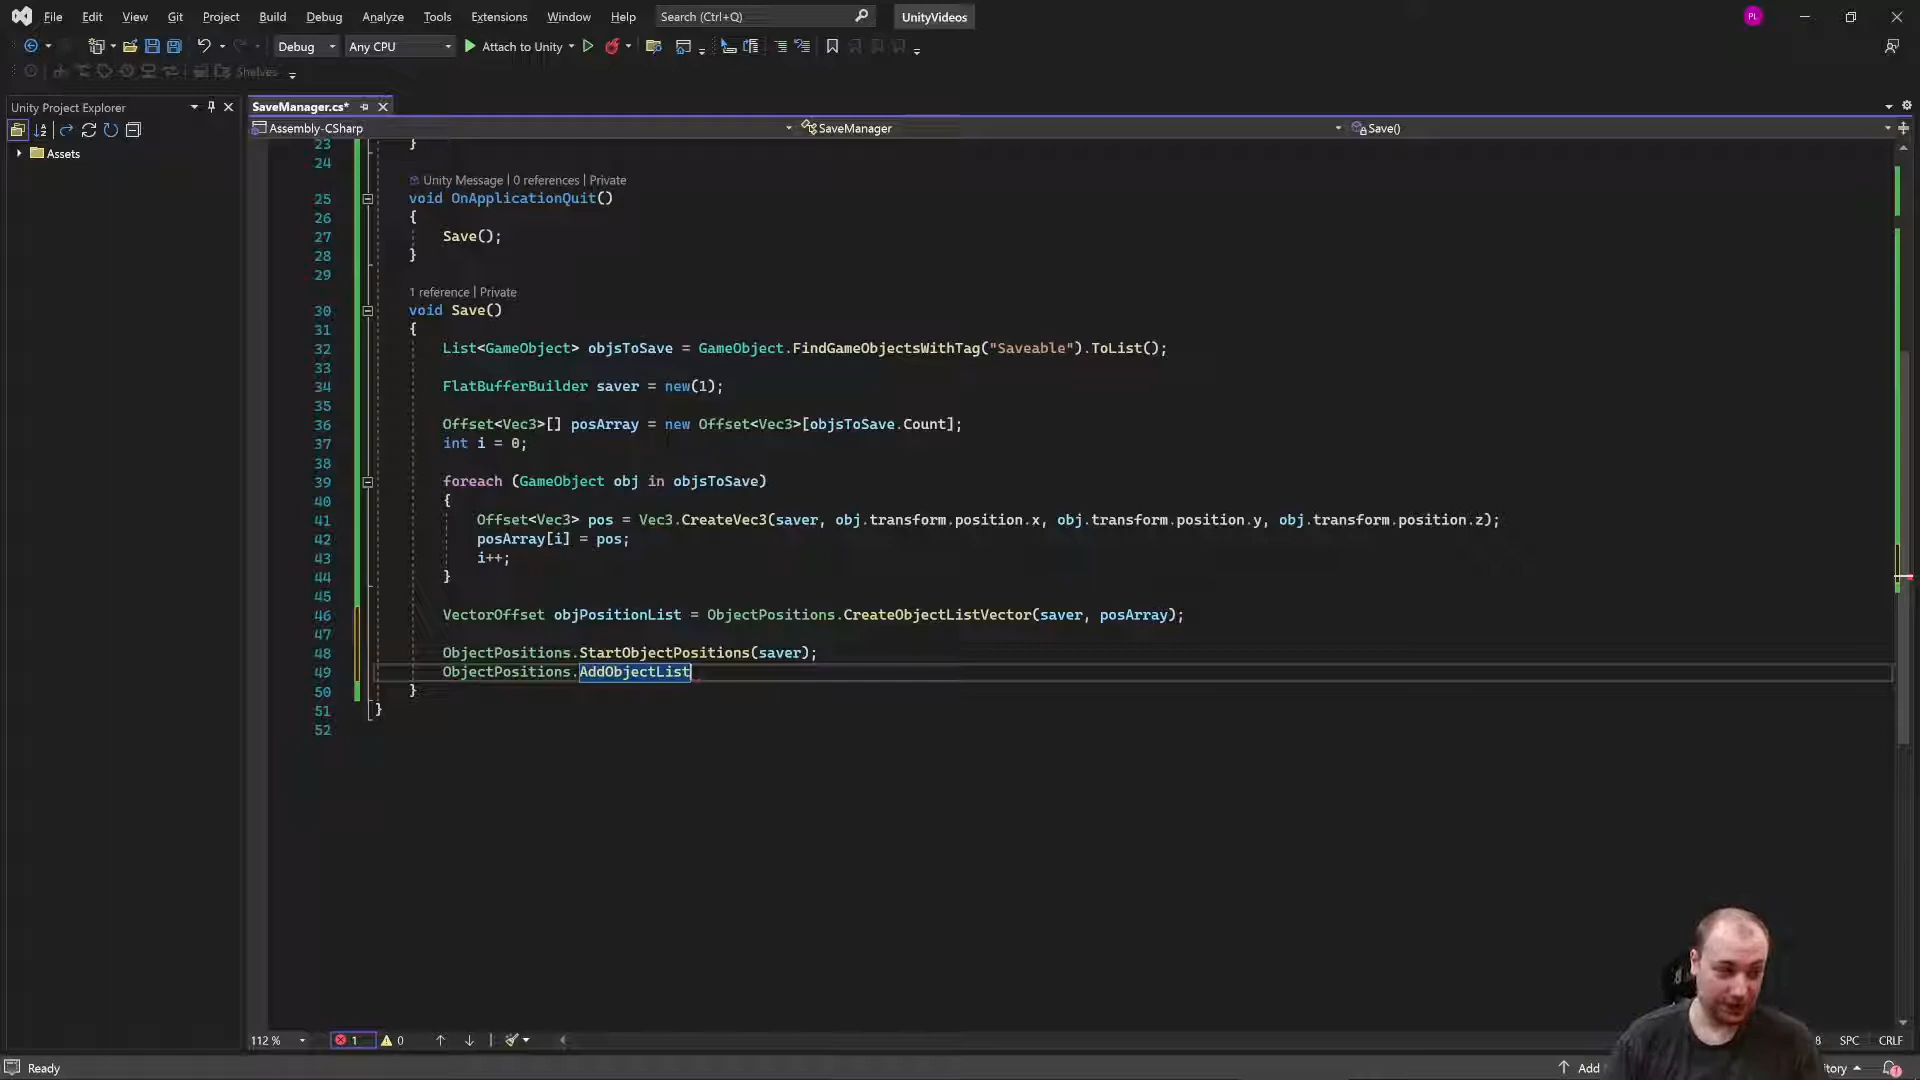 File Edit View Git Project Build Debug Analyze Tools Extensions Window Help Search (Ctrl+Q) UnityVideos PL
Debug Any CPU Attach to Unity
Shelves
Unity Project Explorer
Assets
SaveManager.cs*
Assembly-CSharp SaveManager Save()
23 }
24
Unity Message | 0 references | Private
25 void OnApplicationQuit()
26 {
27 Save();
28 }
29
1 reference | Private
30 void Save()
31 {
32 List<GameObject> objsToSave = GameObject.FindGameObjectsWithTag("Saveable").ToList();
33
34 FlatBufferBuilder saver = new(1);
35
36 Offset<Vec3>[] posArray = new Offset<Vec3>[objsToSave.Count];
37 int i = 0;
38
39 foreach (GameObject obj in objsToSave)
40 {
41 Offset<Vec3> pos = Vec3.CreateVec3(saver, obj.transform.position.x, obj.transform.position.y, obj.transform.position.z);
42 posArray[i] = pos;
43 i++;
44 }
45
46 VectorOffset objPositionList = ObjectPositions.CreateObjectListVector(saver, posArray);
47
48 ObjectPositions.StartObjectPositions(saver);
49 ObjectPositions.AddObjectList
50 }
51 }
52
112 % 1 0 8 SPC CRLF
Ready Add tory 1